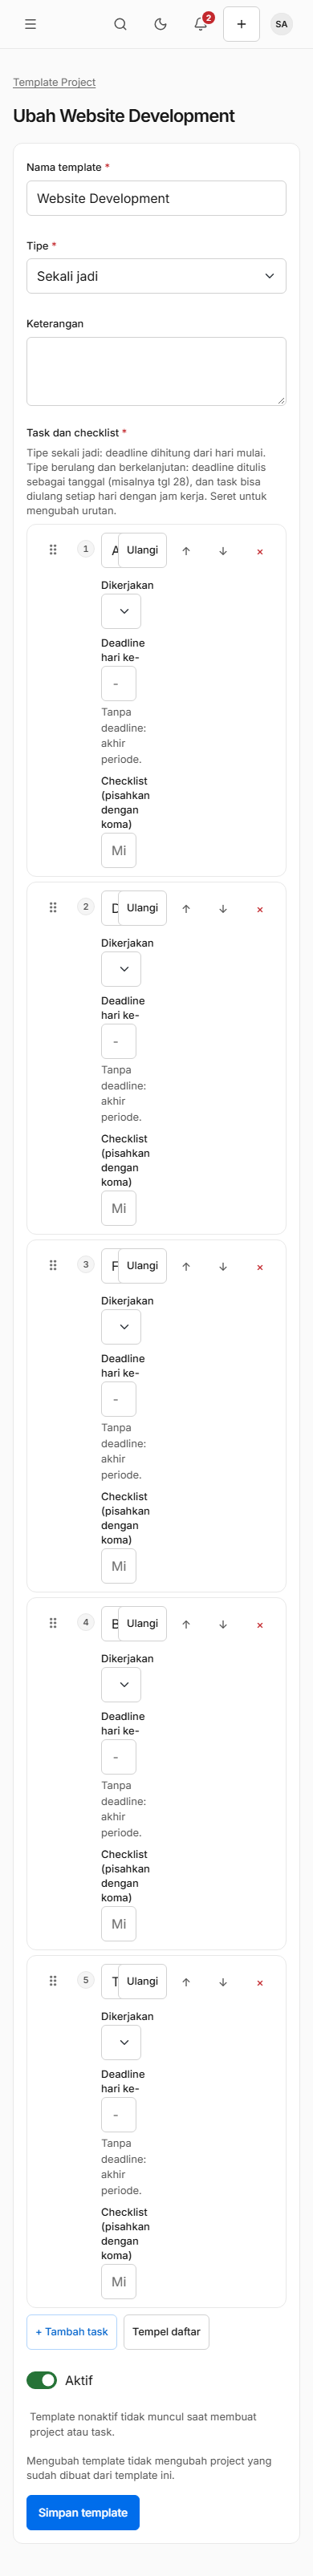 2
+
SA
Template Project
Ubah Website Development
Nama template *
Website Development
Tipe *
Sekali jadi
Keterangan
Task dan checklist *
Tipe sekali jadi: deadline dihitung dari hari mulai.
Tipe berulang dan berkelanjutan: deadline ditulis
sebagai tanggal (misalnya tgl 28), dan task bisa
diulang setiap hari dengan jam kerja. Seret untuk
mengubah urutan.
1
Ulangi
↑
↓
×
Dikerjakan
Deadline
hari ke-
-
Tanpa
deadline:
akhir
periode.
Checklist
(pisahkan
dengan
koma)
Mi
2
D
Ulangi
↑
↓
×
Dikerjakan
Deadline
hari ke-
-
Tanpa
deadline:
akhir
periode.
Checklist
(pisahkan
dengan
koma)
Mi
3
F
Ulangi
↑
↓
×
Dikerjakan
Deadline
hari ke-
-
Tanpa
deadline:
akhir
periode.
Checklist
(pisahkan
dengan
koma)
Mi
4
B
Ulangi
↑
↓
×
Dikerjakan
Deadline
hari ke-
-
Tanpa
deadline:
akhir
periode.
Checklist
(pisahkan
dengan
koma)
Mi
5
T
Ulangi
↑
↓
×
Dikerjakan
Deadline
hari ke-
-
Tanpa
deadline:
akhir
periode.
Checklist
(pisahkan
dengan
koma)
Mi
+ Tambah task
Tempel daftar
Aktif
Template nonaktif tidak muncul saat membuat
project atau task.
Mengubah template tidak mengubah project yang
sudah dibuat dari template ini.
Simpan template